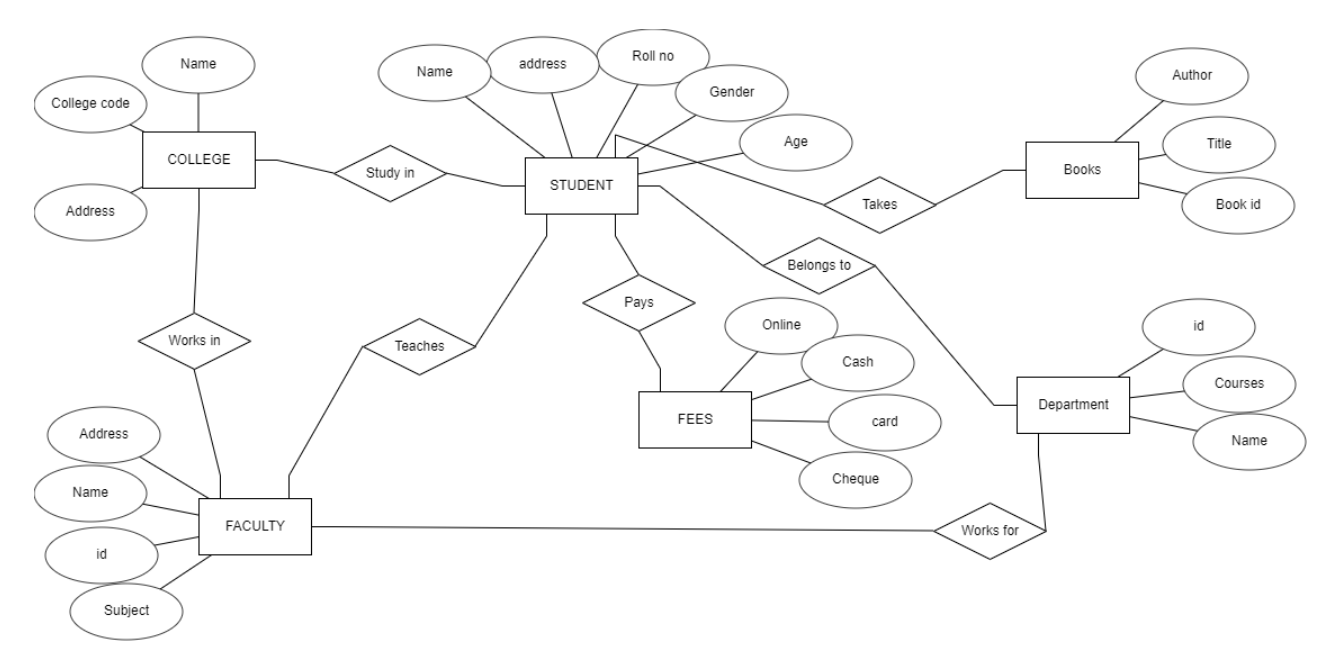 Name
College code
COLLEGE
Address
Study in
Name
address
Roll no
Gender
Age
STUDENT
Takes
Author
Title
Books
Book id
Belongs to
Pays
Works in
Teaches
Online
Cash
FEES
card
Cheque
id
Courses
Department
Name
Address
Name
FACULTY
id
Subject
Works for